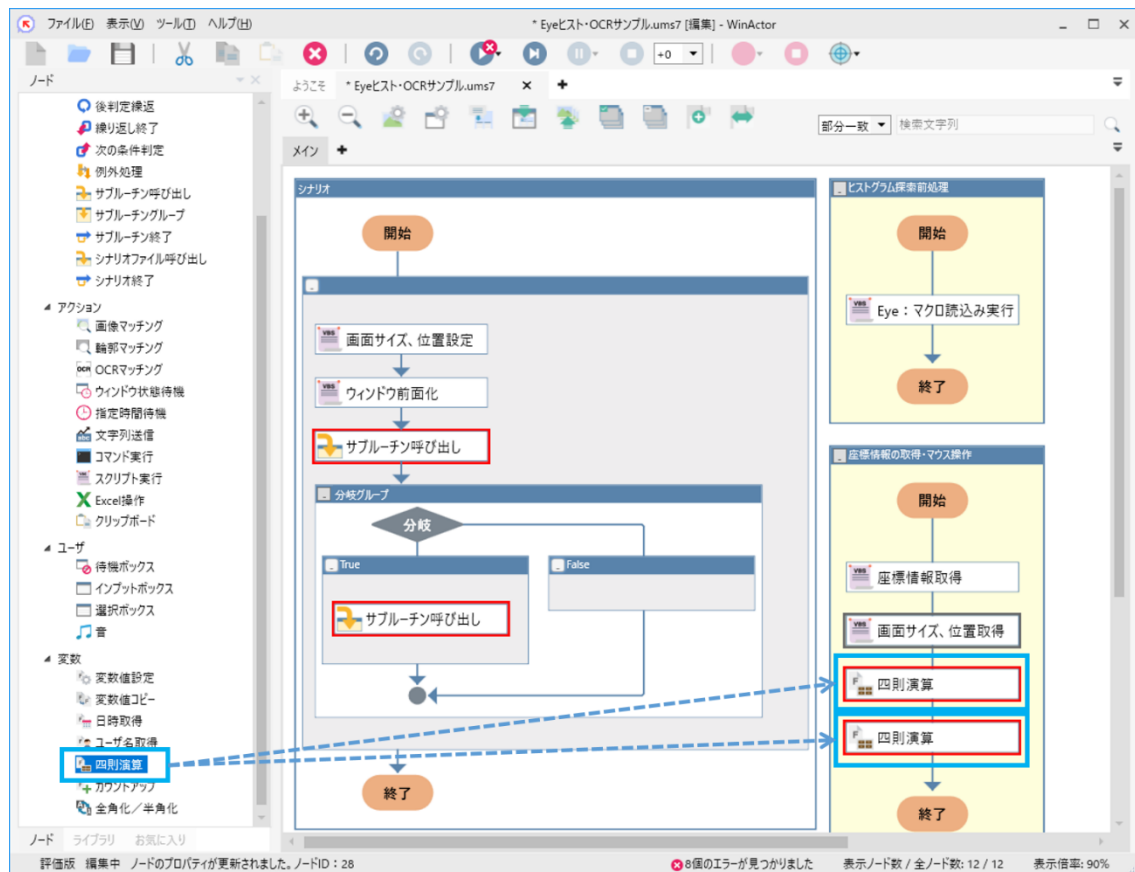 ファイル(F) 表示(V) ツール(T) ヘルプ(H)
* Eyeヒスト・OCRサンプル.ums7 [編集] - WinActor
+0
ノード
ようこそ
* Eyeヒスト・OCRサンプル.ums7
部分一致
検索文字列
メイン
後判定繰返
繰り返し終了
次の条件判定
例外処理
サブルーチン呼び出し
サブルーチングループ
サブルーチン終了
シナリオファイル呼び出し
シナリオ終了
アクション
画像マッチング
輪郭マッチング
OCR
OCRマッチング
ウィンドウ状態待機
指定時間待機
文字列送信
コマンド実行
スクリプト実行
Excel操作
クリップボード
ユーザ
待機ボックス
インプットボックス
選択ボックス
音
変数
変数値設定
変数値コピー
日時取得
ユーザ名取得
四則演算
カウントアップ
全角化/半角化
ノード ライブラリ お気に入り
シナリオ
開始
VBS
画面サイズ、位置設定
VBS
ウィンドウ前面化
サブルーチン呼び出し
分岐グループ
分岐
True
サブルーチン呼び出し
False
終了
ヒストグラム探索前処理
開始
VBS
Eye:マクロ読込み実行
終了
座標情報の取得・マウス操作
開始
VBS
座標情報取得
VBS
画面サイズ、位置取得
四則演算
四則演算
終了
評価版 編集中 ノードのプロパティが更新されました。ノードID:28
8個のエラーが見つかりました
表示ノード数 / 全ノード数: 12 / 12
表示倍率: 90%